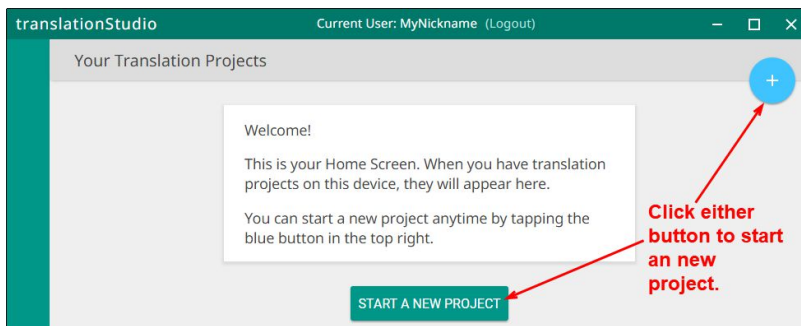 translationStudio Current User: MyNickname (Logout)
Your Translation Projects
+
Welcome!
This is your Home Screen. When you have translation
projects on this device, they will appear here.
You can start a new project anytime by tapping the
blue button in the top right.
Click either
button to start
an new
project.
START A NEW PROJECT